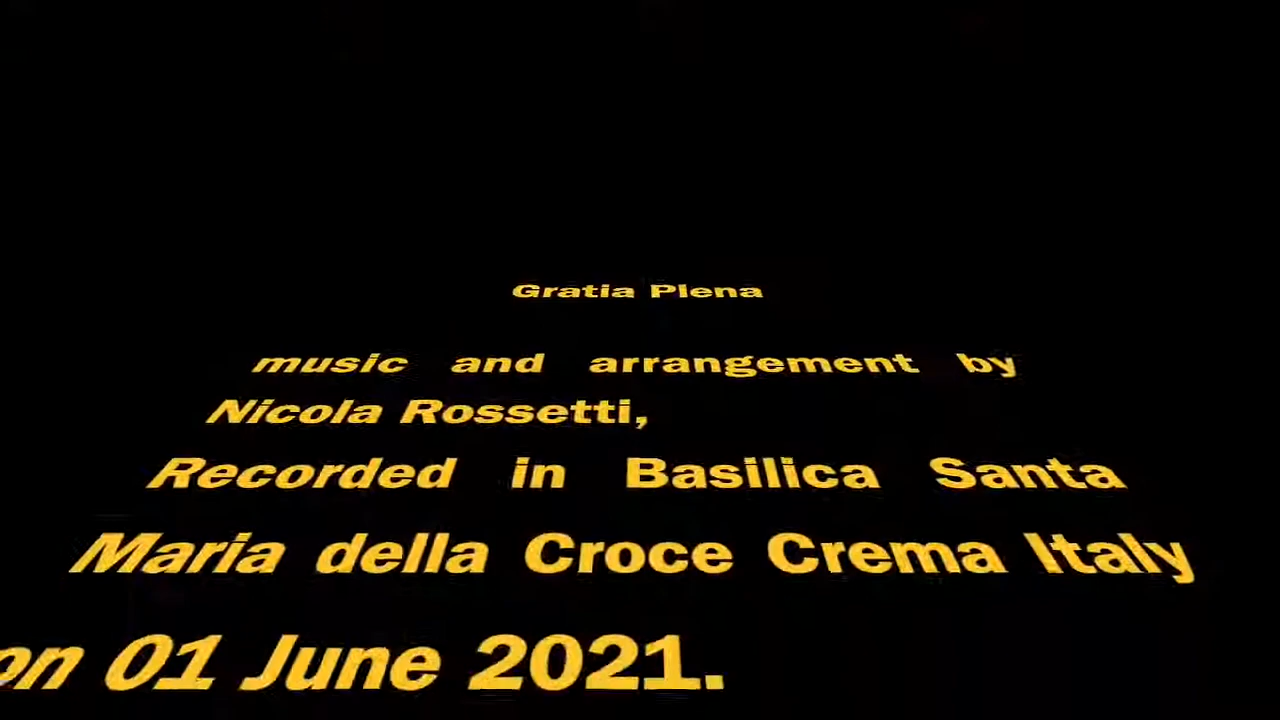 Gratia Plena
music and arrangement by
Nicola Rossetti,
Recorded in Basilica Santa
Maria della Croce Crema Italy
on 01 June 2021.